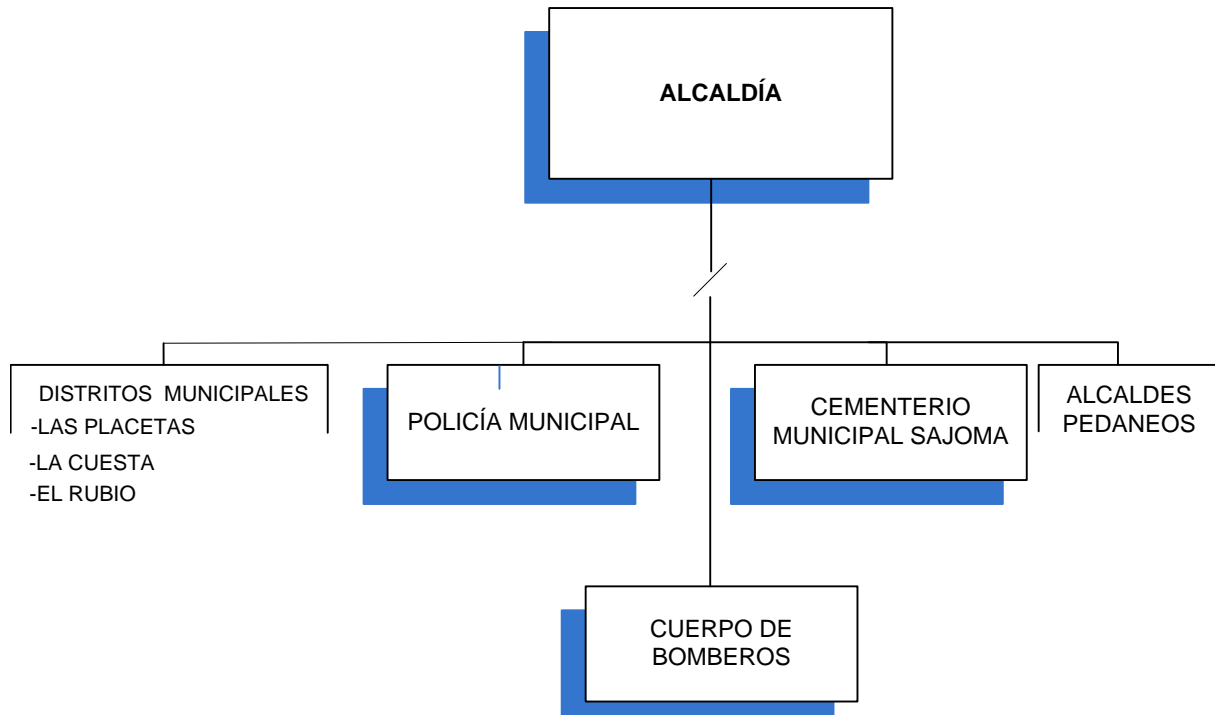 ALCALDÍA
DISTRITOS MUNICIPALES
-LAS PLACETAS
-LA CUESTA
-EL RUBIO
POLICÍA MUNICIPAL
CEMENTERIO
MUNICIPAL SAJOMA
ALCALDES
PEDANEOS
CUERPO DE
BOMBEROS